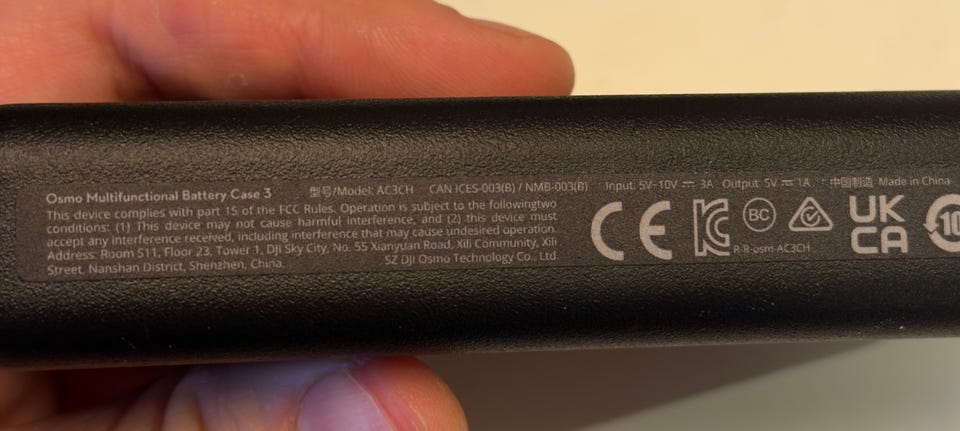 Osmo Multifunctional Battery Case 3 型号/Model: AC3CH CAN ICES-003(B) / NMB-003(B) Input: 5V-10V ⎓ 3A Output: 5V ⎓ 1A 中国制造 Made in China
This device complies with part 15 of the FCC Rules. Operation is subject to the followingtwo
conditions: (1) This device may not cause harmful interference, and (2) this device must
accept any interference received, including interference that may cause undesired operation.
Address: Room S11, Floor 23, Tower 1, DJI Sky City, No. 55 Xianyuan Road, Xili Community, Xili
Street, Nanshan District, Shenzhen, China. SZ DJI Osmo Technology Co., Ltd.
CE
KC
BC
R-R-osm-AC3CH
UK
CA
10